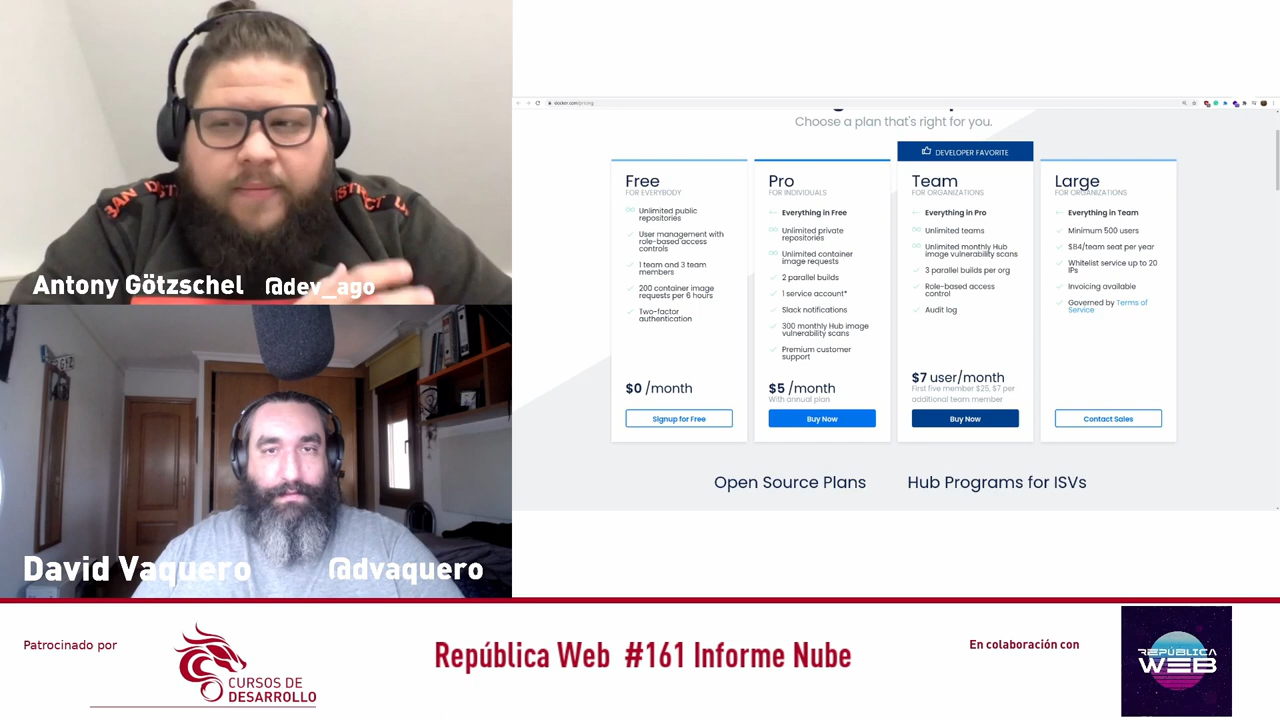 BAN DIST
STRICT
Antony Götzschel @dev_ago
David Vaquero @dvaquero
docker.com/pricing
Choose a plan that's right for you.
Free
FOR EVERYBODY
Unlimited public
repositories
User management with
role-based access
controls
1 team and 3 team
members
200 container image
requests per 6 hours
Two-factor
authentication
$0 /month
Signup for Free
Pro
FOR INDIVIDUALS
Everything in Free
Unlimited private
repositories
Unlimited container
image requests
2 parallel builds
1 service account*
Slack notifications
300 monthly Hub image
vulnerability scans
Premium customer
support
$5 /month
With annual plan
Buy Now
DEVELOPER FAVORITE
Team
FOR ORGANIZATIONS
Everything in Pro
Unlimited teams
Unlimited monthly Hub
image vulnerability scans
3 parallel builds per org
Role-based access
control
Audit log
$7 user/month
First five member $25, $7 per
additional team member
Buy Now
Large
FOR ORGANIZATIONS
Everything in Team
Minimum 500 users
$84/team seat per year
Whitelist service up to 20
IPs
Invoicing available
Governed by Terms of
Service
Contact Sales
Open Source Plans
Hub Programs for ISVs
Patrocinado por
CURSOS DE
DESARROLLO
República Web #161 Informe Nube
En colaboración con
REPÚBLICA
WEB